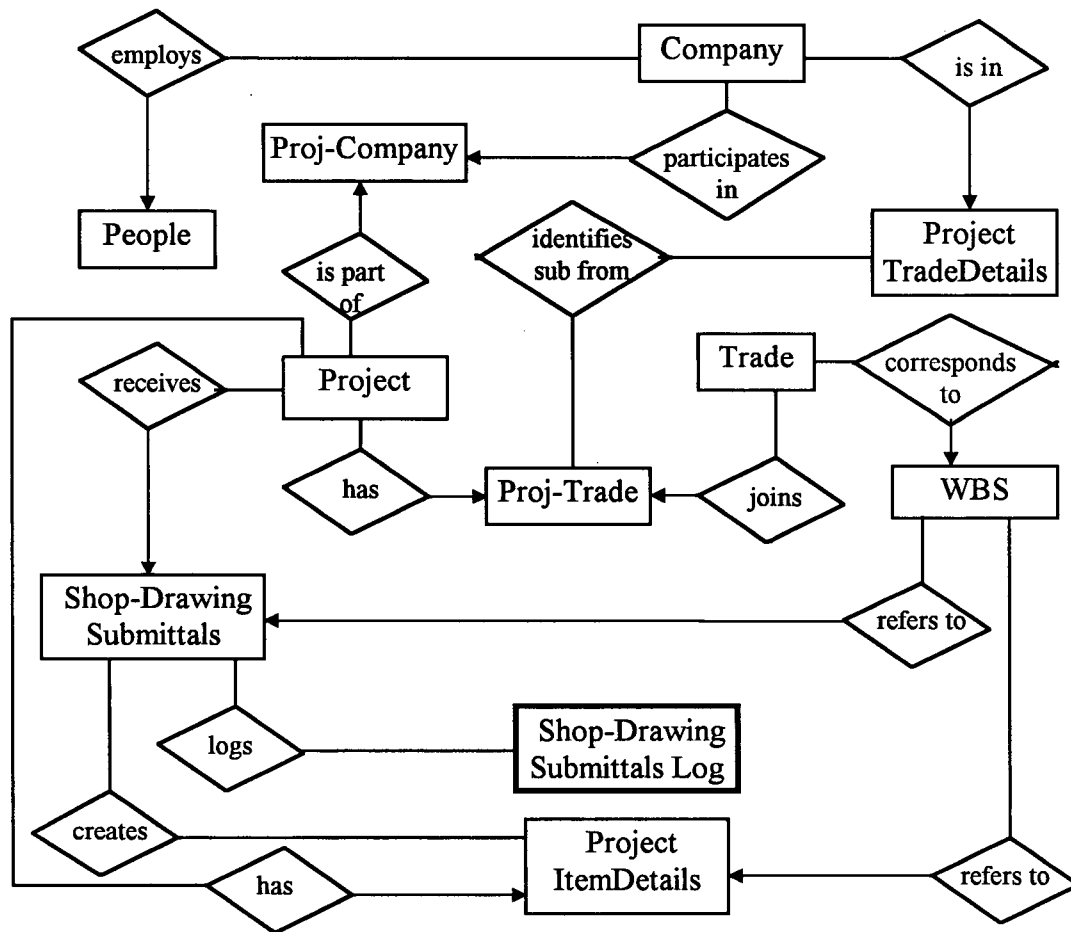 employs
Company
is in
Proj-Company
participates
in
People
identifies
sub from
Project
TradeDetails
is part
of
Trade
receives
Project
corresponds
to
has
Proj-Trade
joins
WBS
Shop-Drawing
Submittals
refers to
logs
Shop-Drawing
Submittals Log
creates
Project
ItemDetails
has
refers to